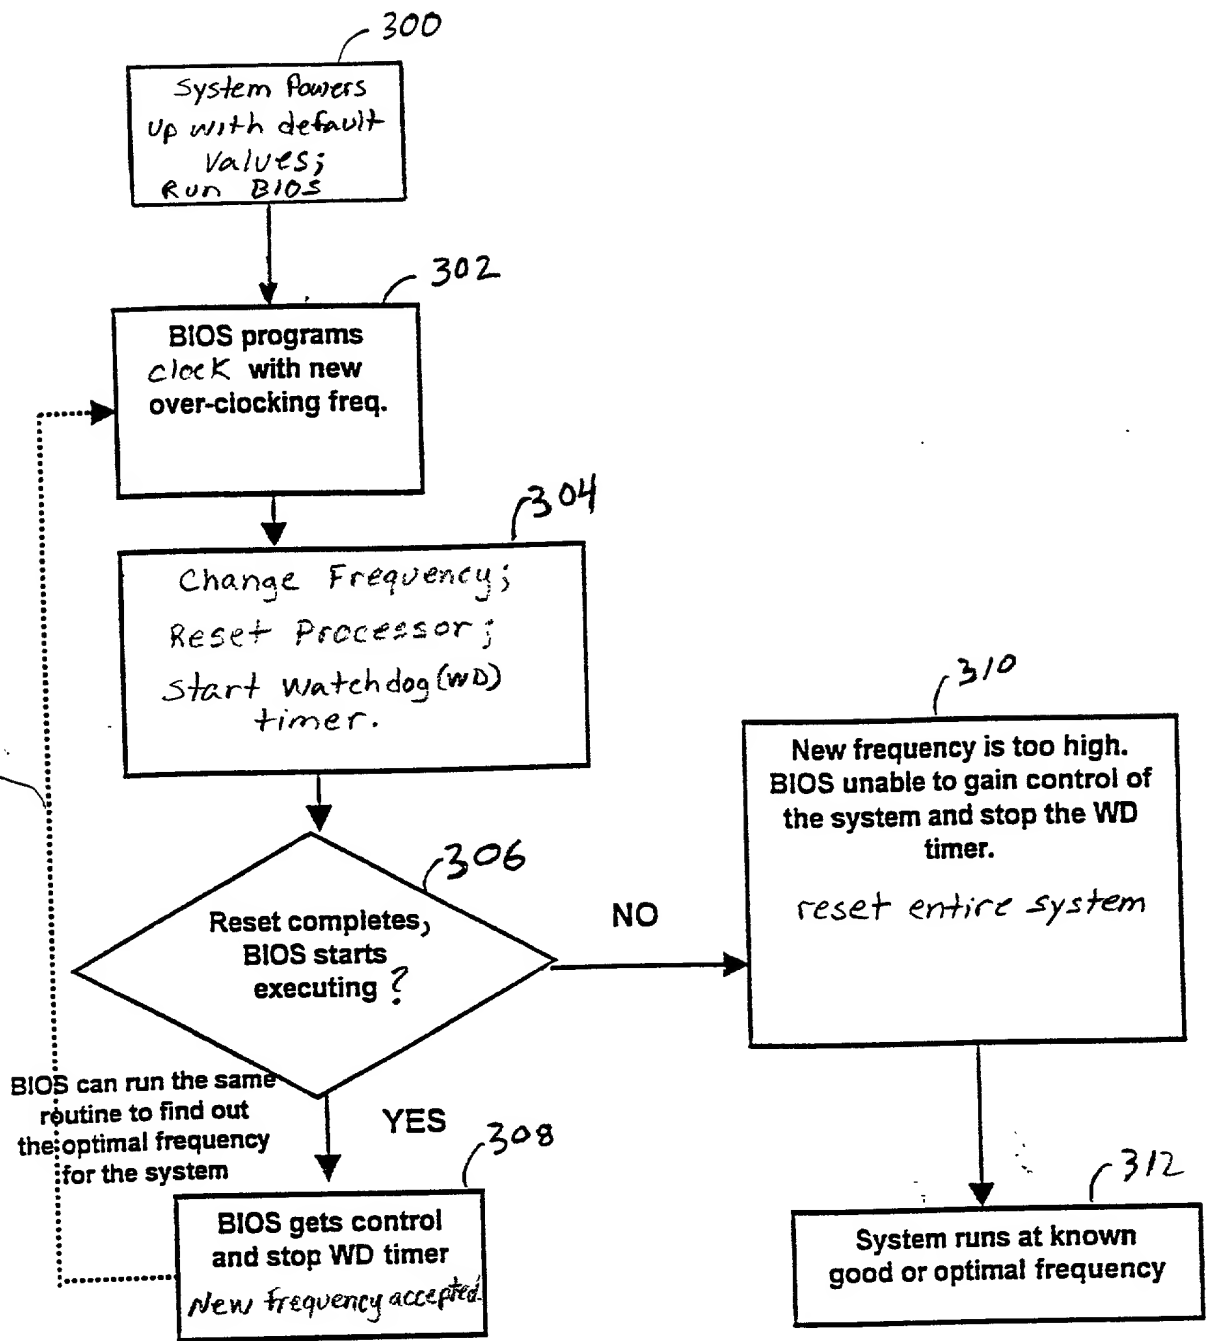 300
System Powers
up with default
values;
Run BIOS
302
BIOS programs
clock with new
over-clocking freq.
304
Change Frequency;
Reset Processor;
Start Watchdog(WD)
timer.
306
Reset completes,
BIOS starts
executing?
NO
310
New frequency is too high.
BIOS unable to gain control of
the system and stop the WD
timer.
reset entire system
BIOS can run the same
routine to find out
the optimal frequency
for the system
YES
308
BIOS gets control
and stop WD timer
New frequency accepted.
312
System runs at known
good or optimal frequency